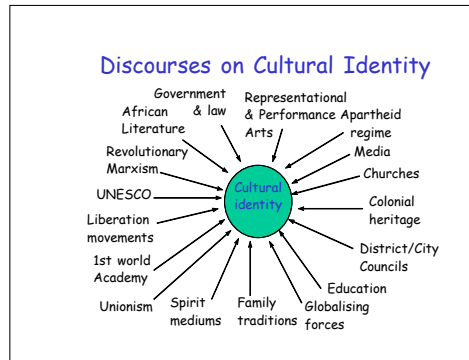 Discourses on Cultural Identity
Government
& law
Representational
& Performance
Arts
Apartheid
regime
African
Literature
Media
Revolutionary
Marxism
Churches
UNESCO
Cultural
identity
Colonial
heritage
Liberation
movements
District/City
Councils
1st world
Academy
Education
Unionism
Spirit
mediums
Family
traditions
Globalising
forces